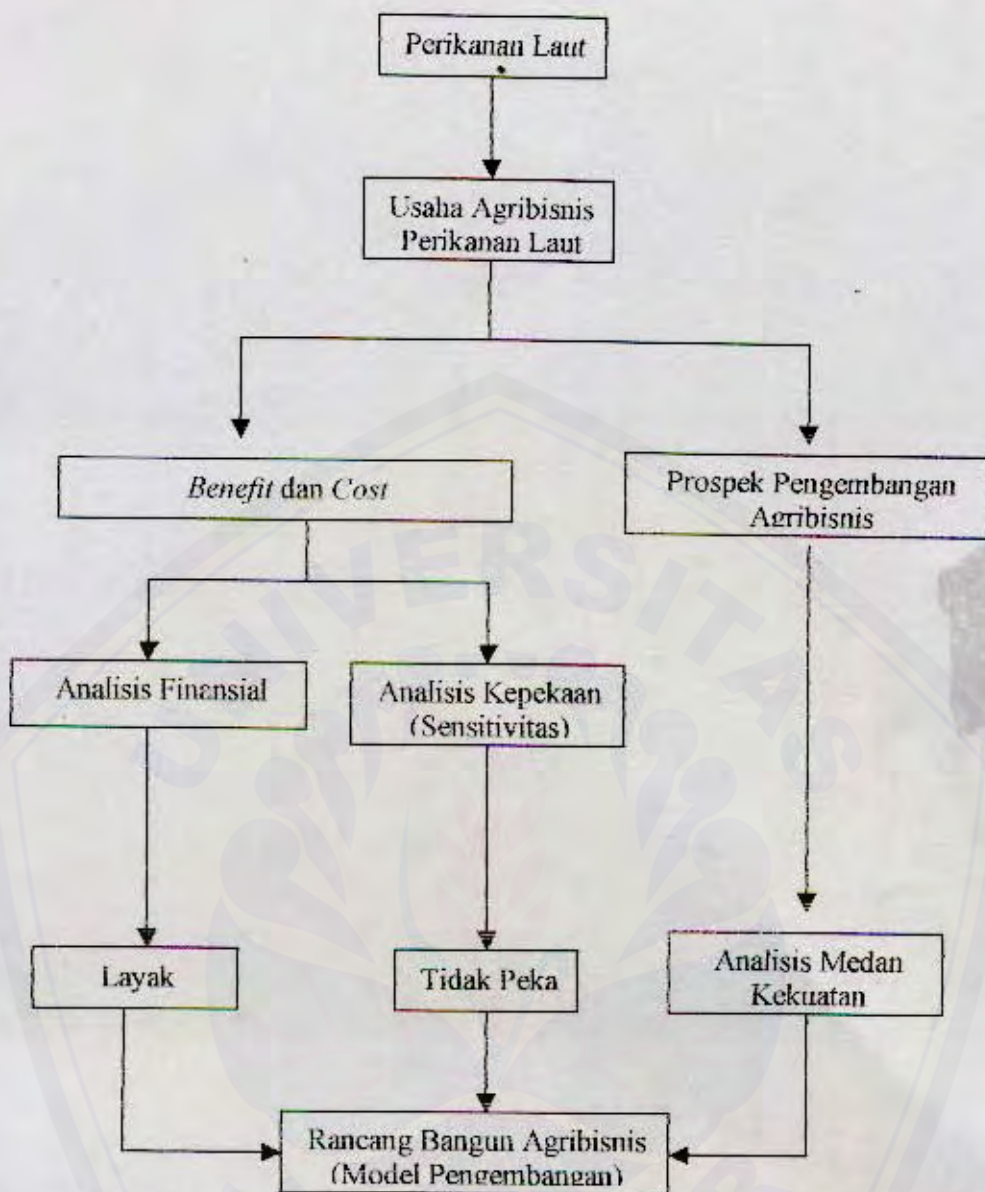 Perikanan Laut
Usaha Agribisnis
Perikanan Laut
Benefit dan Cost
Prospek Pengembangan
Agribisnis
UNIVERSITAS
Analisis Finansial
Analisis Kepekaan
(Sensitivitas)
Layak
Tidak Peka
Analisis Medan
Kekuatan
Rancang Bangun Agribisnis
(Model Pengembangan)